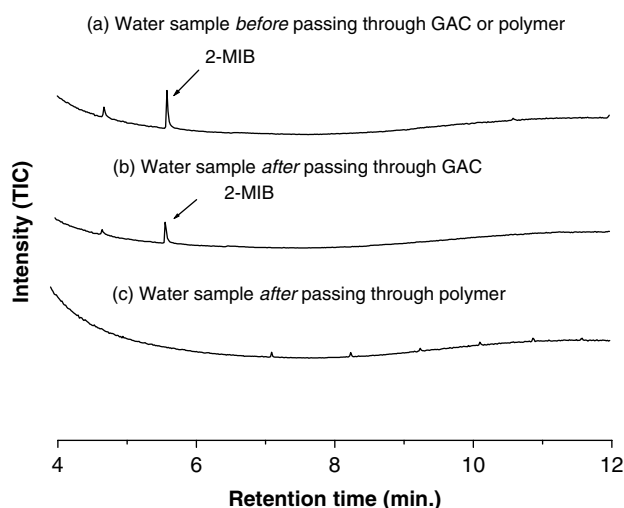 (a) Water sample before passing through GAC or polymer
2-MIB
(b) Water sample after passing through GAC
2-MIB
(c) Water sample after passing through polymer
Intensity (TIC)
4 6 8 10 12
Retention time (min.)